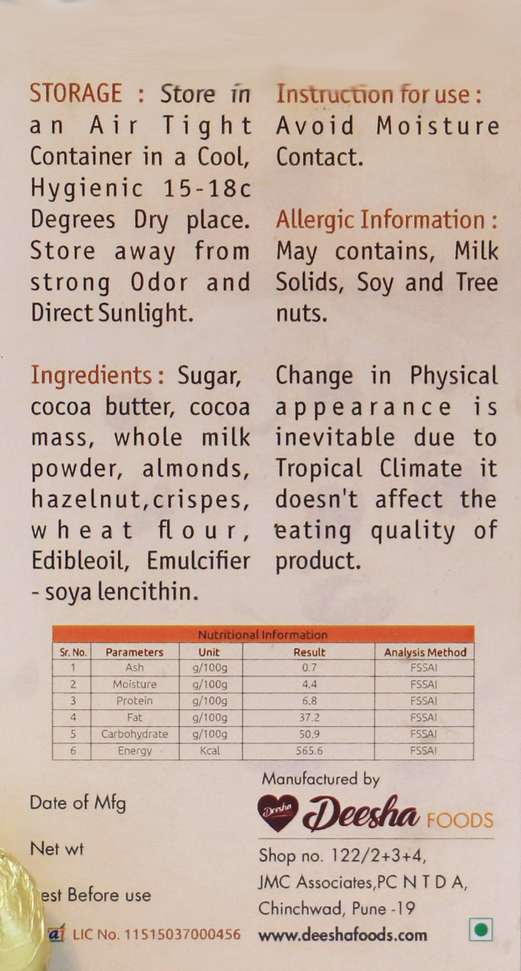 STORAGE : Store in
an Air Tight
Container in a Cool,
Hygienic 15-18c
Degrees Dry place.
Store away from
strong Odor and
Direct Sunlight.
Instruction for use :
Avoid Moisture
Contact.
Allergic Information :
May contains, Milk
Solids, Soy and Tree
nuts.
Ingredients : Sugar,
cocoa butter, cocoa
mass, whole milk
powder, almonds,
hazelnut,crispes,
wheat flour,
Edibleoil, Emulcifier
- soya lencithin.
Change in Physical
appearance is
inevitable due to
Tropical Climate it
doesn't affect the
eating quality of
product.
Nutritional Information
Sr. No. Parameters Unit Result Analysis Method
1 Ash g/100g 0.7 FSSAI
2 Moisture g/100g 4.4 FSSAI
3 Protein g/100g 6.8 FSSAI
4 Fat g/100g 37.2 FSSAI
5 Carbohydrate g/100g 50.9 FSSAI
6 Energy Kcal 565.6 FSSAI
Date of Mfg
Net wt
est Before use
LIC No. 11515037000456
Manufactured by
Deesha Deesha FOODS
Shop no. 122/2+3+4,
JMC Associates,PC N T D A,
Chinchwad, Pune -19
www.deeshafoods.com